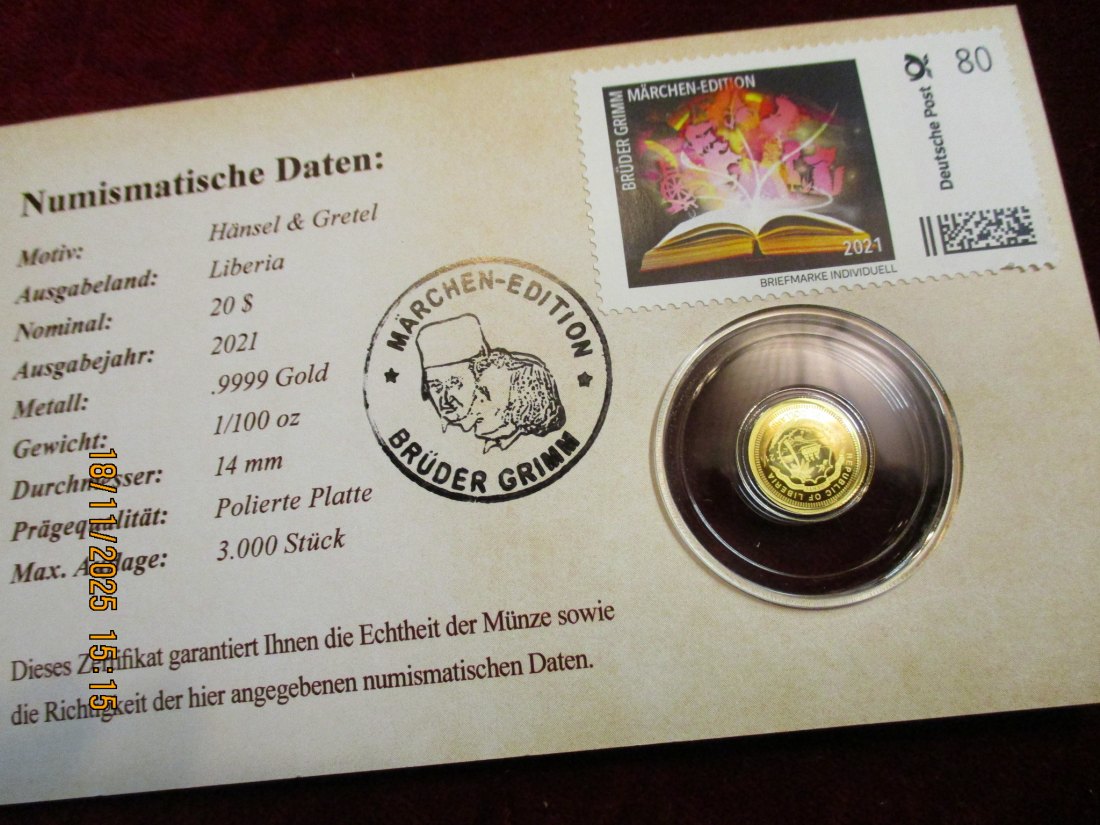 Numismatische Daten:
Motiv: Hänsel & Gretel
Ausgabeland: Liberia
Nominal: 20 $
Ausgabejahr: 2021
Metall: .9999 Gold
Gewicht: 1/100 oz
Durchmesser: 14 mm
Prägequalität: Polierte Platte
Max. Auflage: 3.000 Stück
Dieses Zertifikat garantiert Ihnen die Echtheit der Münze sowie
die Richtigkeit der hier angegebenen numismatischen Daten.
MÄRCHEN-EDITION
BRÜDER GRIMM
BRÜDER GRIMM
MÄRCHEN-EDITION
2021
BRIEFMARKE INDIVIDUELL
Deutsche Post
80
REPUBLIC OF LIBERIA
18/11/2025 15:15